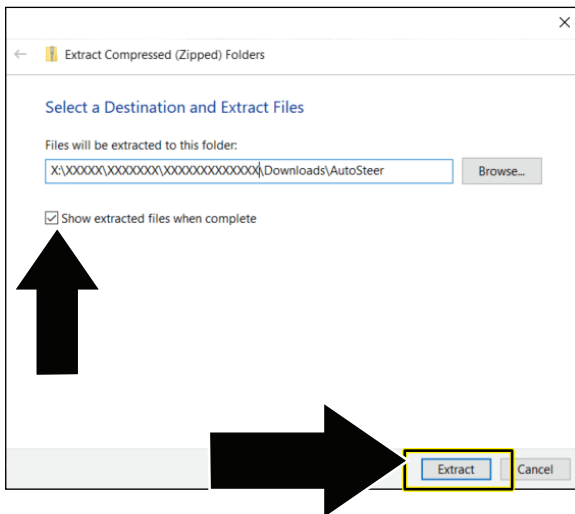 Extract Compressed (Zipped) Folders
Select a Destination and Extract Files
Files will be extracted to this folder:
X:\XXXXX\XXXXXXX\XXXXXXXXXXXXX\Downloads\AutoSteer
Browse...
Show extracted files when complete
Extract
Cancel